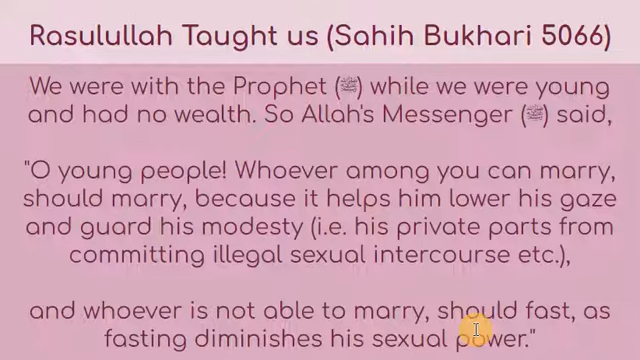 Rasulullah Taught us (Sahih Bukhari 5066)
We were with the Prophet (ﷺ) while we were young
and had no wealth. So Allah's Messenger (ﷺ) said,
"O young people! Whoever among you can marry,
should marry, because it helps him lower his gaze
and guard his modesty (i.e. his private parts from
committing illegal sexual intercourse etc.),
and whoever is not able to marry, should fast, as
fasting diminishes his sexual power."